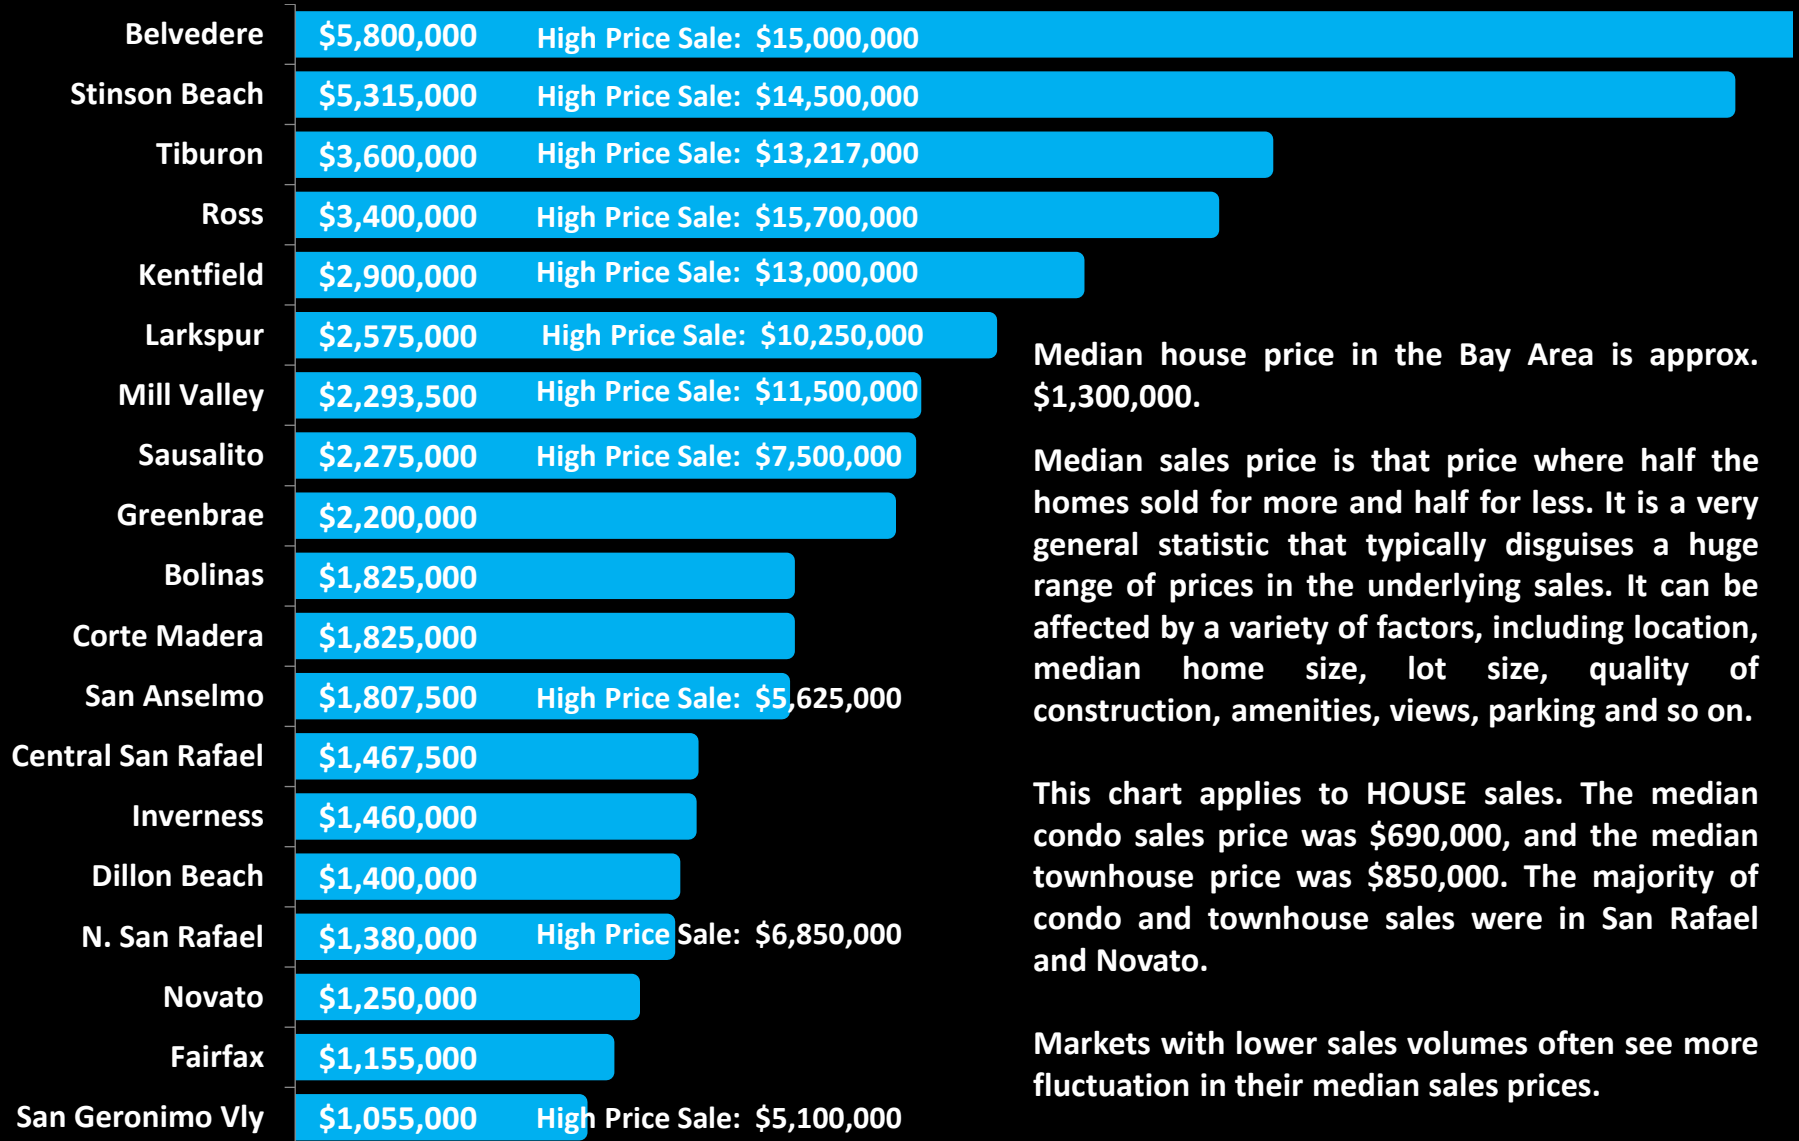 Belvedere $5,800,000 High Price Sale: $15,000,000
Stinson Beach $5,315,000 High Price Sale: $14,500,000
Tiburon $3,600,000 High Price Sale: $13,217,000
Ross $3,400,000 High Price Sale: $15,700,000
Kentfield $2,900,000 High Price Sale: $13,000,000
Larkspur $2,575,000 High Price Sale: $10,250,000
Mill Valley $2,293,500 High Price Sale: $11,500,000
Sausalito $2,275,000 High Price Sale: $7,500,000
Greenbrae $2,200,000
Bolinas $1,825,000
Corte Madera $1,825,000
San Anselmo $1,807,500 High Price Sale: $5,625,000
Central San Rafael $1,467,500
Inverness $1,460,000
Dillon Beach $1,400,000
N. San Rafael $1,380,000 High Price Sale: $6,850,000
Novato $1,250,000
Fairfax $1,155,000
San Geronimo Vly $1,055,000 High Price Sale: $5,100,000
Median house price in the Bay Area is approx.
$1,300,000.
Median sales price is that price where half the
homes sold for more and half for less. It is a very
general statistic that typically disguises a huge
range of prices in the underlying sales. It can be
affected by a variety of factors, including location,
median home size, lot size, quality of
construction, amenities, views, parking and so on.
This chart applies to HOUSE sales. The median
condo sales price was $690,000, and the median
townhouse price was $850,000. The majority of
condo and townhouse sales were in San Rafael
and Novato.
Markets with lower sales volumes often see more
fluctuation in their median sales prices.